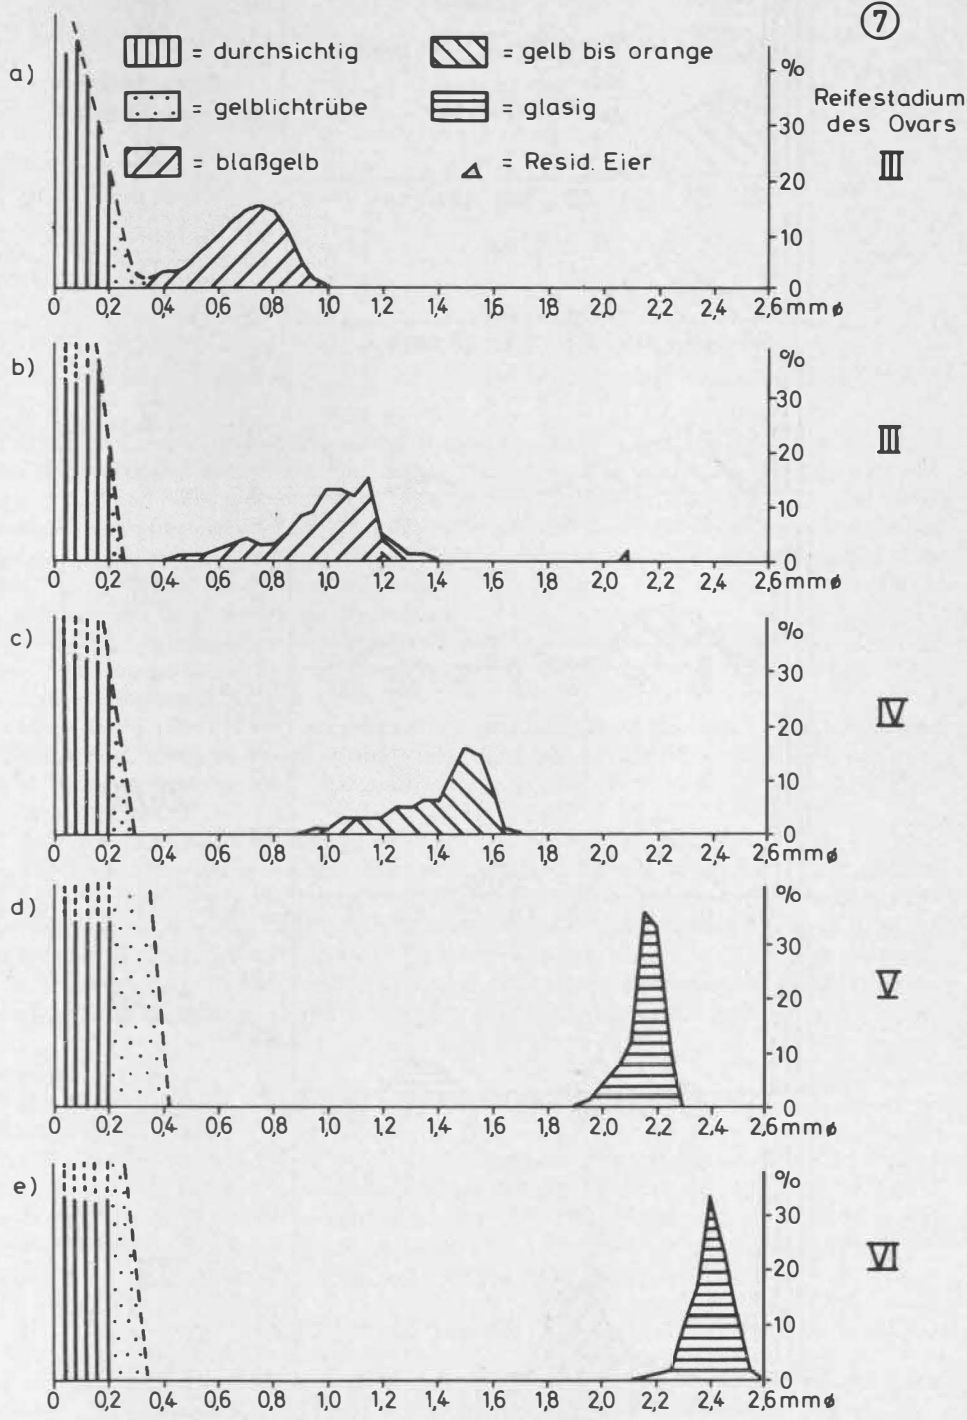 7
= durchsichtig
= gelb bis orange
= gelblichtrübe
= glasig
= blaßgelb
= Resid. Eier
Reifestadium
des Ovars
a)
%
30
20
10
0
III
0 0,2 0,4 0,6 0,8 1,0 1,2 1,4 1,6 1,8 2,0 2,2 2,4 2,6 mm ø
b)
%
30
20
10
0
III
0 0,2 0,4 0,6 0,8 1,0 1,2 1,4 1,6 1,8 2,0 2,2 2,4 2,6 mm ø
c)
%
30
20
10
0
IV
0 0,2 0,4 0,6 0,8 1,0 1,2 1,4 1,6 1,8 2,0 2,2 2,4 2,6 mm ø
d)
%
30
20
10
0
V
0 0,2 0,4 0,6 0,8 1,0 1,2 1,4 1,6 1,8 2,0 2,2 2,4 2,6 mm ø
e)
%
30
20
10
0
VI
0 0,2 0,4 0,6 0,8 1,0 1,2 1,4 1,6 1,8 2,0 2,2 2,4 2,6 mm ø